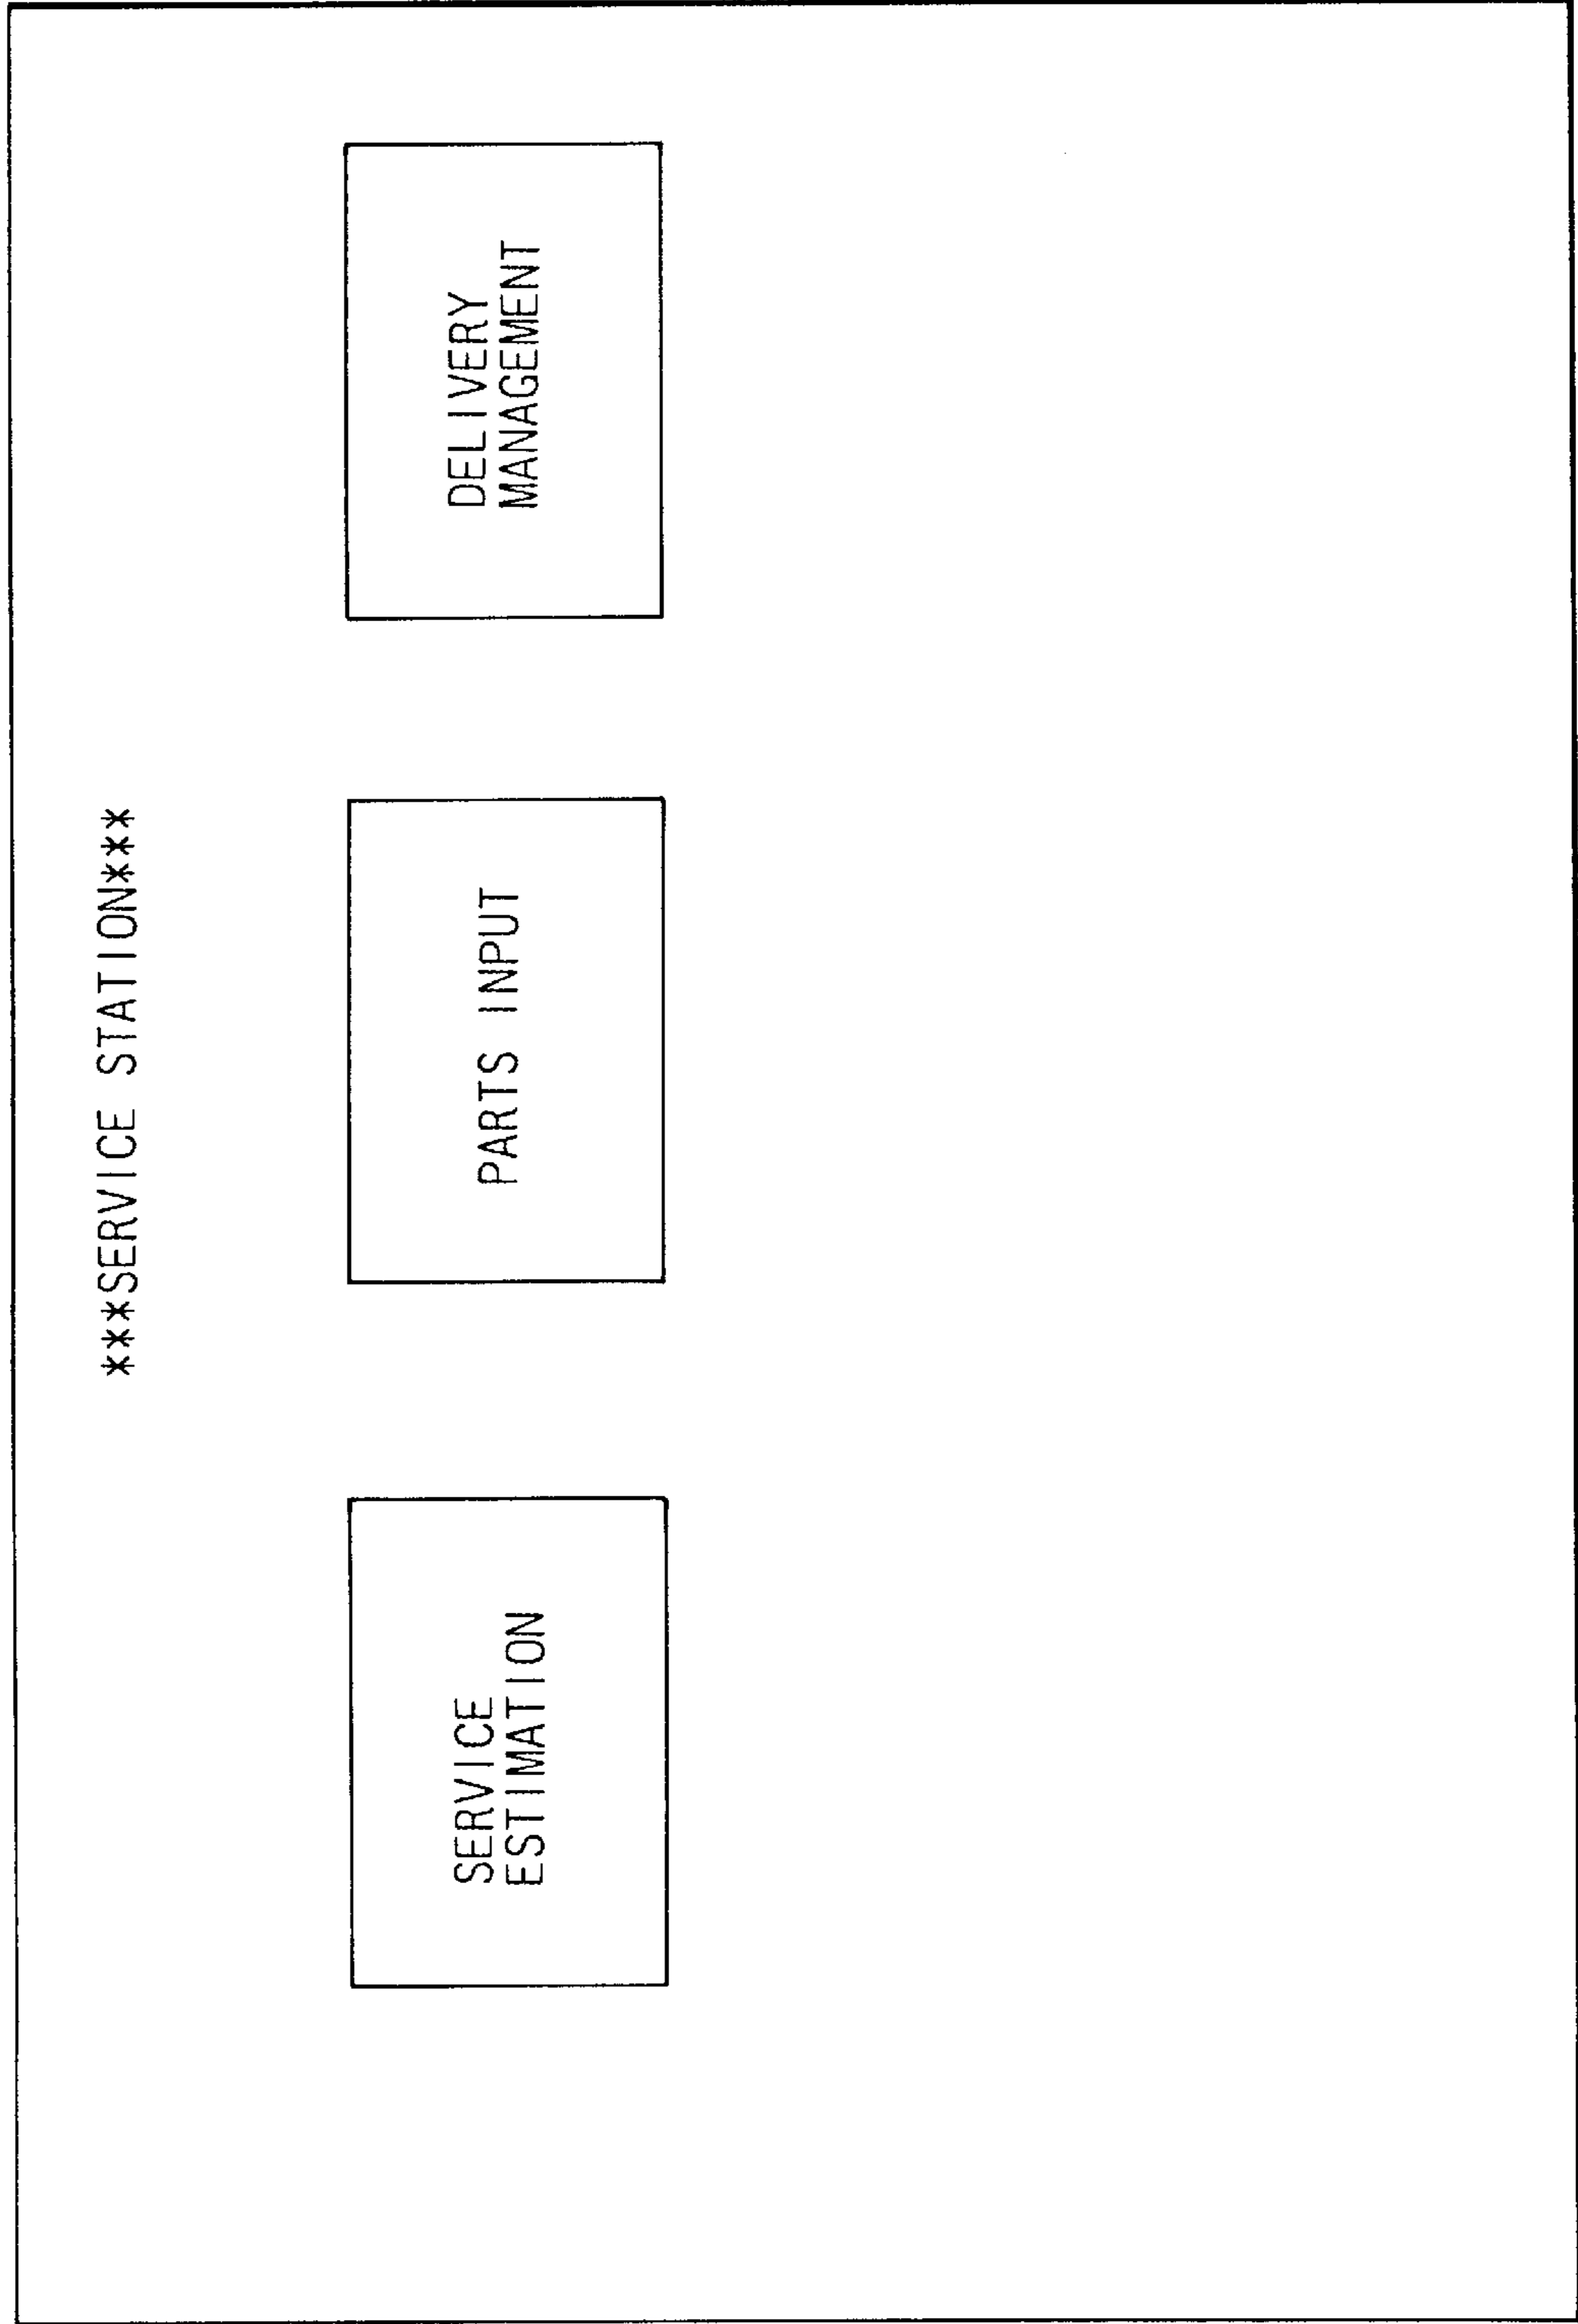 ***SERVICE STATION***
SERVICE
ESTIMATION
PARTS INPUT
DELIVERY
MANAGEMENT